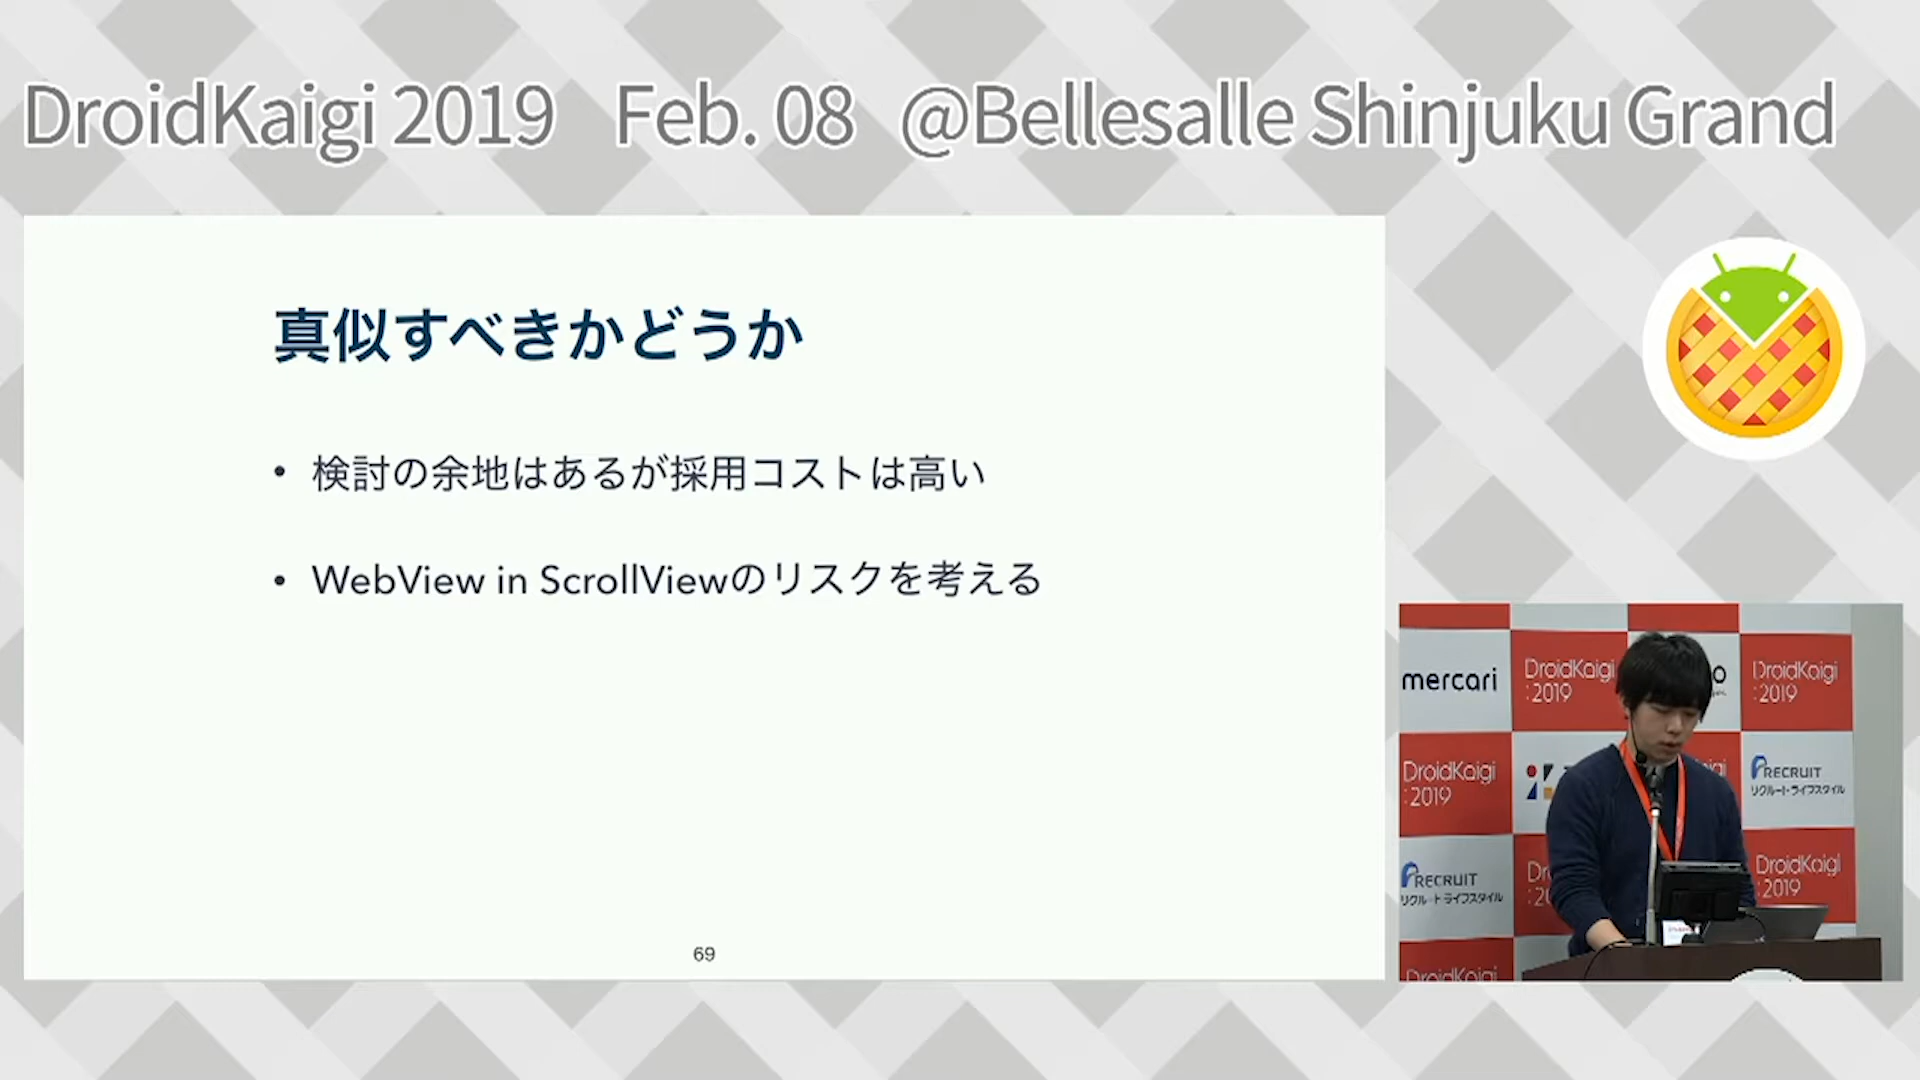 DroidKaigi 2019 Feb. 08 @Bellesalle Shinjuku Grand
真似すべきかどうか
• 検討の余地はあるが採用コストは高い
• WebView in ScrollViewのリスクを考える
69
mercari
DroidKaigi
:2019
DroidKaigi
:2019
DroidKaigi
:2019
RECRUIT
リクルートライフスタイル
RECRUIT
リクルートライフスタイル
DroidKaigi
:2019
DroidKaigi